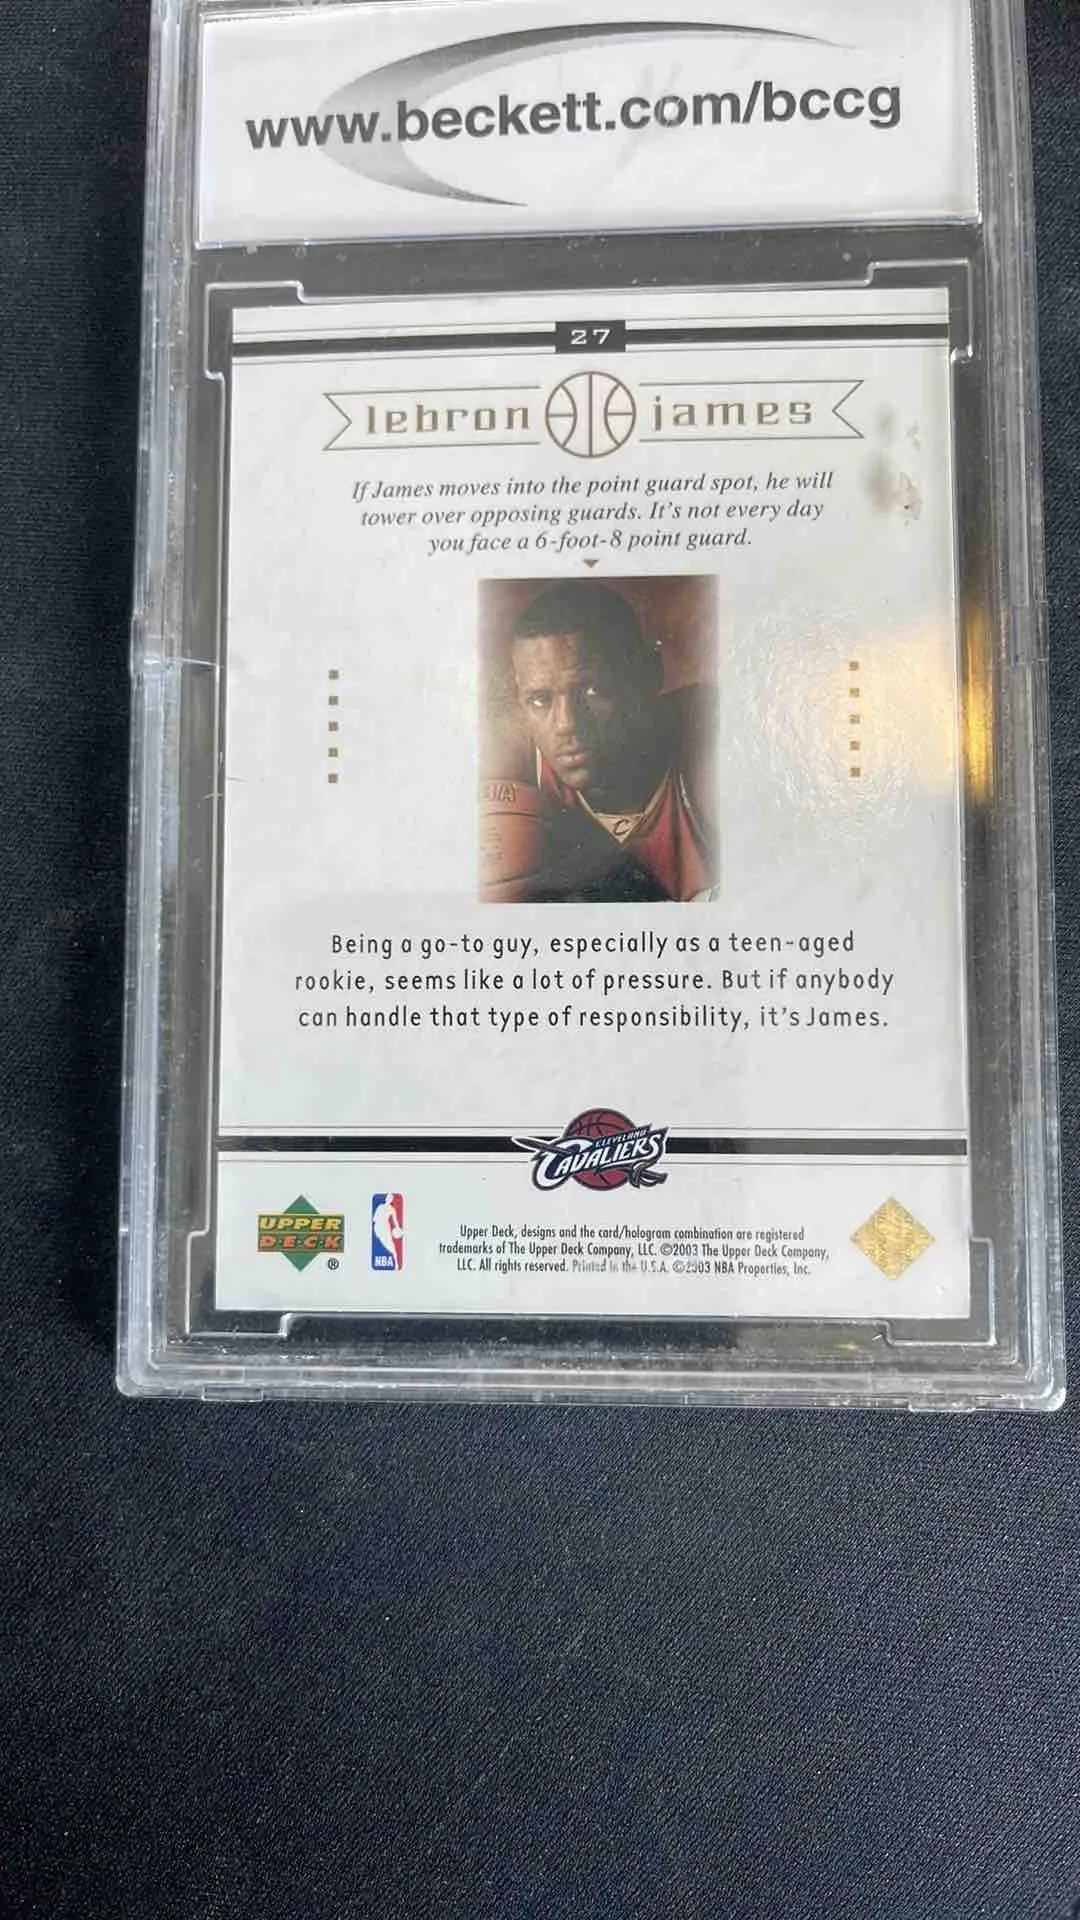 www.beckett.com/bccg
27
lebron james
If James moves into the point guard spot, he will
tower over opposing guards. It's not every day
you face a 6-foot-8 point guard.
C
Being a go-to guy, especially as a teen-aged
rookie, seems like a lot of pressure. But if anybody
can handle that type of responsibility, it's James.
CLEVELAND
CAVALIERS
UPPER
D·E·C·K
®
NBA
Upper Deck, designs and the card/hologram combination are registered
trademarks of The Upper Deck Company, LLC. ©2003 The Upper Deck Company,
LLC. All rights reserved. Printed in the U.S.A. ©2003 NBA Properties, Inc.